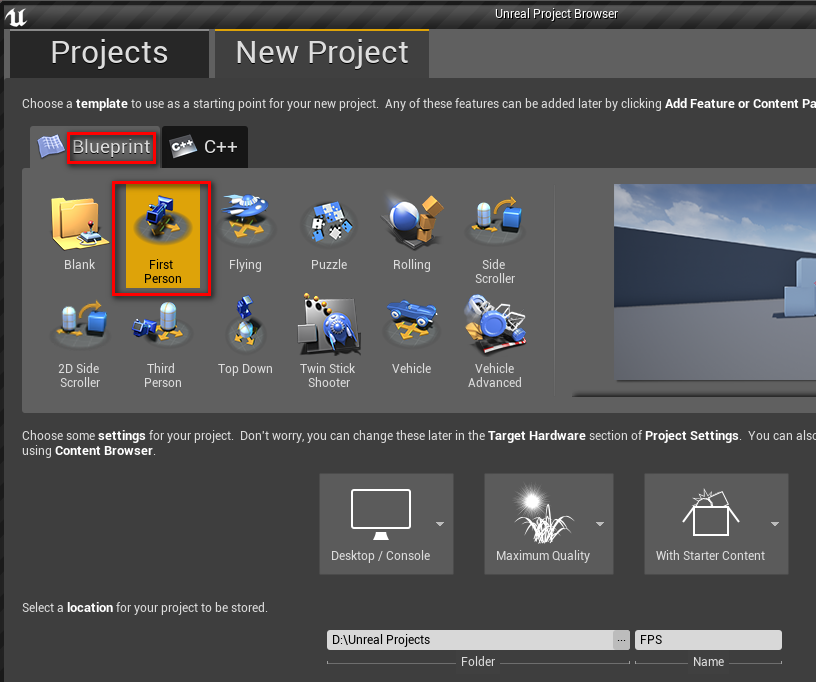 Unreal Project Browser
Projects
New Project
Choose a template to use as a starting point for your new project. Any of these features can be added later by clicking Add Feature or Content Pa
Blueprint
C++
C++
Blank
First
Person
Flying
Puzzle
Rolling
Side
Scroller
2D Side
Scroller
Third
Person
Top Down
Twin Stick
Shooter
Vehicle
Vehicle
Advanced
Choose some settings for your project. Don't worry, you can change these later in the Target Hardware section of Project Settings. You can also
using Content Browser.
Desktop / Console
Maximum Quality
With Starter Content
Select a location for your project to be stored.
D:\Unreal Projects
...
FPS
Folder
Name